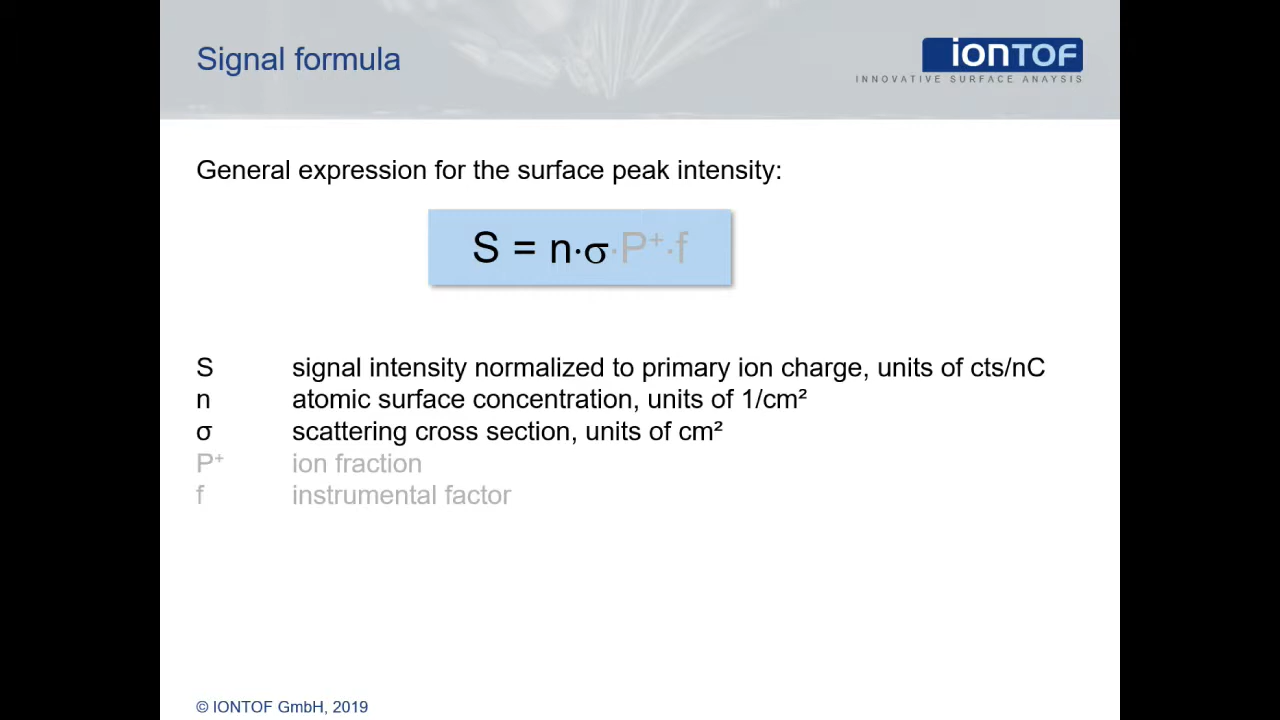 Signal formula
ionTOF
INNOVATIVE SURFACE ANAYSIS
General expression for the surface peak intensity:
S = n·σ·P⁺·f
S signal intensity normalized to primary ion charge, units of cts/nC
n atomic surface concentration, units of 1/cm²
σ scattering cross section, units of cm²
P⁺ ion fraction
f instrumental factor
© IONTOF GmbH, 2019